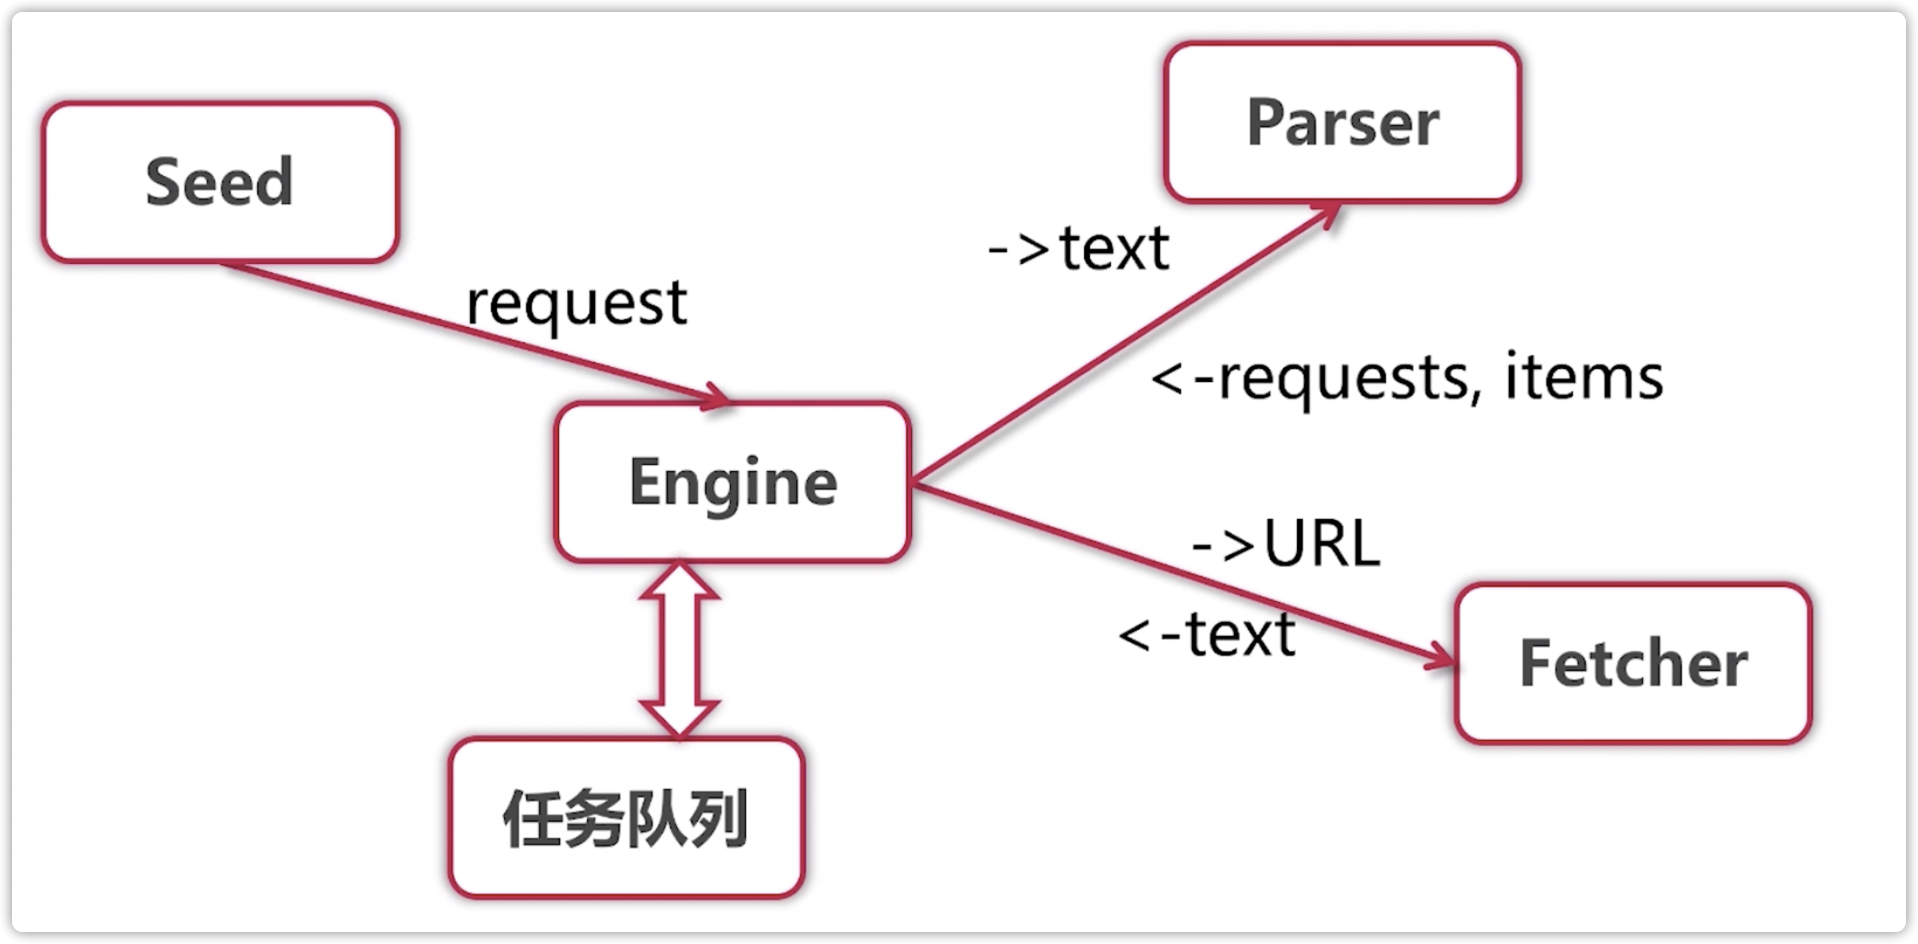 Seed
request
Parser
->text
<-requests, items
Engine
->URL
<-text
Fetcher
任务队列